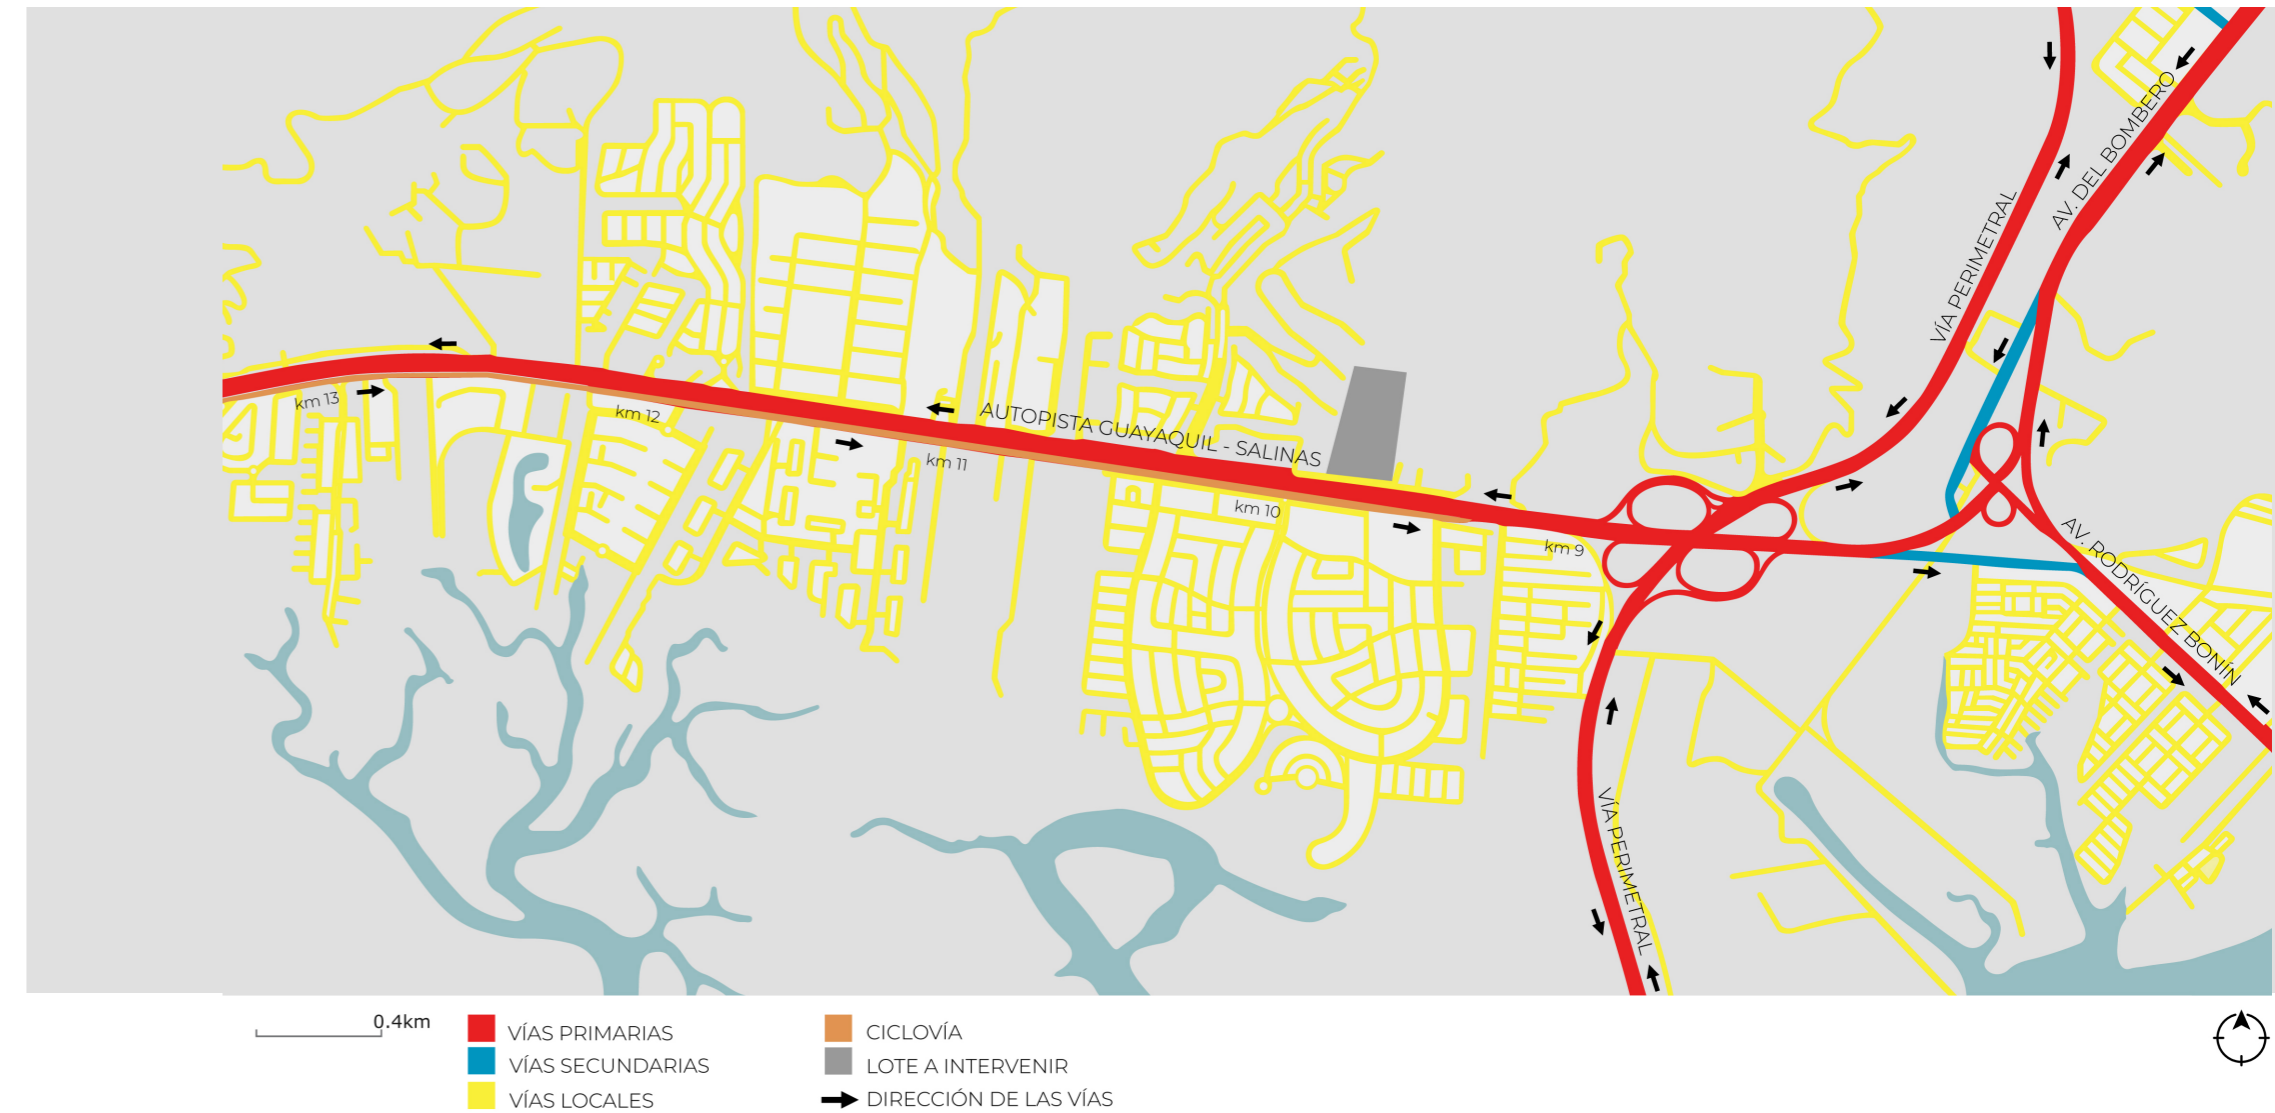 AV. DEL BOMBERO
VÍA PERIMETRAL
km 13
km 12
AUTOPISTA GUAYAQUIL - SALINAS
km 11
km 10
km 9
AV. RODRÍGUEZ BONÍN
VÍA PERIMETRAL
0.4km
VÍAS PRIMARIAS
VÍAS SECUNDARIAS
VÍAS LOCALES
CICLOVÍA
LOTE A INTERVENIR
DIRECCIÓN DE LAS VÍAS